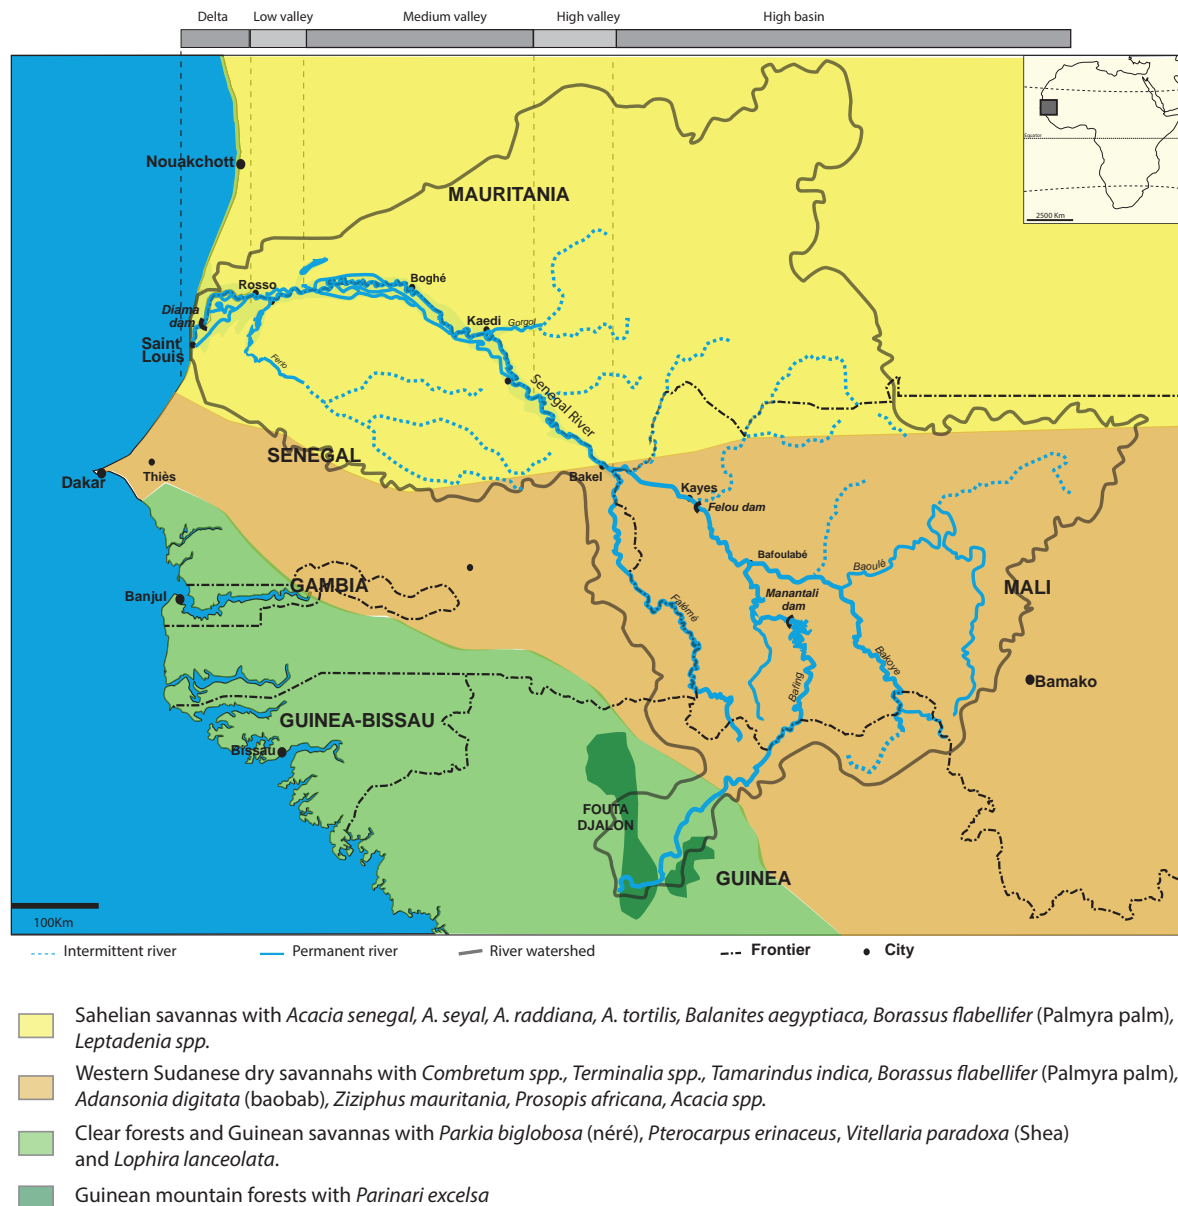 Delta
Low valley
Medium valley
High valley
High basin
Equator
2500 Km
Nouakchott
MAURITANIA
Rosso
Boghé
Diama
dam
Kaedi
Gorgol
Saint
Louis
Ferlo
Senegal River
SENEGAL
Dakar
Thiès
Bakel
Kayes
Felou dam
Bafoulabé
Baoulè
GAMBIA
Banjul
Manantali
dam
MALI
Falémé
Bakoye
Bafing
Bamako
GUINEA-BISSAU
Bissau
FOUTA
DJALON
GUINEA
100Km
Intermittent river
Permanent river
River watershed
Frontier
City
Sahelian savannas with Acacia senegal, A. seyal, A. raddiana, A. tortilis, Balanites aegyptiaca, Borassus flabellifer (Palmyra palm),
Leptadenia spp.
Western Sudanese dry savannahs with Combretum spp., Terminalia spp., Tamarindus indica, Borassus flabellifer (Palmyra palm),
Adansonia digitata (baobab), Ziziphus mauritania, Prosopis africana, Acacia spp.
Clear forests and Guinean savannas with Parkia biglobosa (néré), Pterocarpus erinaceus, Vitellaria paradoxa (Shea)
and Lophira lanceolata.
Guinean mountain forests with Parinari excelsa